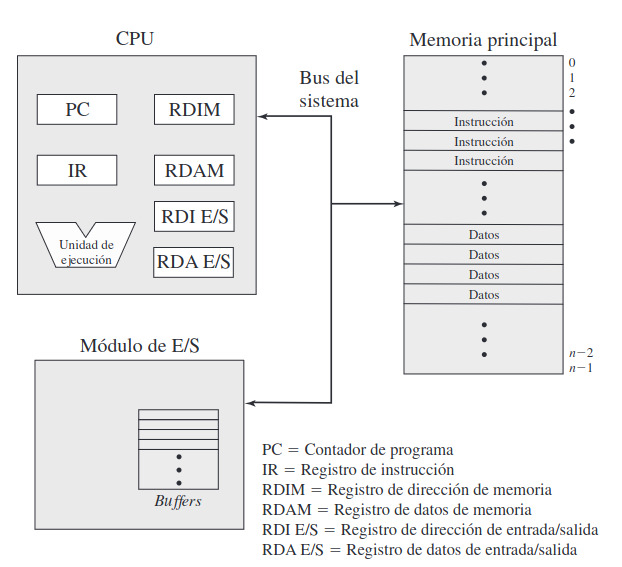 CPU
Memoria principal
Bus del
sistema
PC
RDIM
IR
RDAM
RDI E/S
RDA E/S
Unidad de
ejecución
0
1
2
Instrucción
Instrucción
Instrucción
Datos
Datos
Datos
Datos
n−2
n−1
Módulo de E/S
Buffers
PC = Contador de programa
IR = Registro de instrucción
RDIM = Registro de dirección de memoria
RDAM = Registro de datos de memoria
RDI E/S = Registro de dirección de entrada/salida
RDA E/S = Registro de datos de entrada/salida